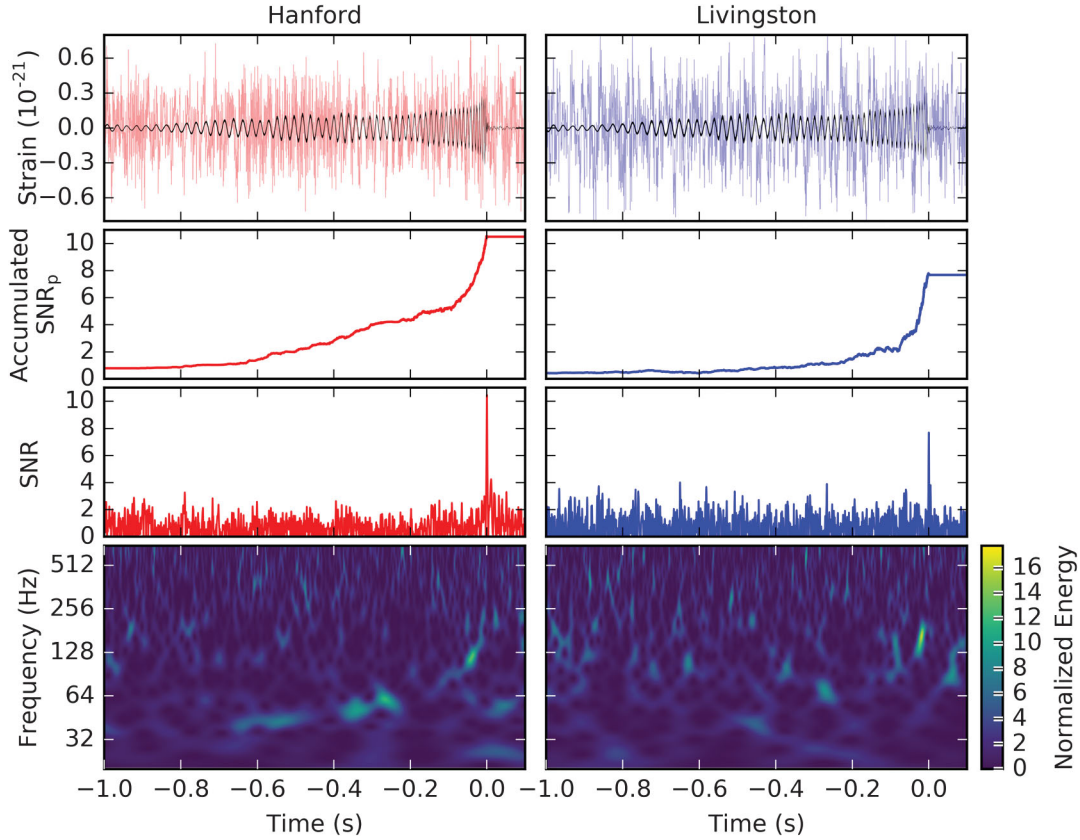 Hanford
Livingston
Strain (10⁻²¹)
0.6
0.3
0.0
−0.3
−0.6
Accumulated
SNRₚ
10
8
6
4
2
0
SNR
10
8
6
4
2
0
Frequency (Hz)
512
256
128
64
32
−1.0 −0.8 −0.6 −0.4 −0.2 0.0
Time (s)
−1.0 −0.8 −0.6 −0.4 −0.2 0.0
Time (s)
16
14
12
10
8
6
4
2
0
Normalized Energy